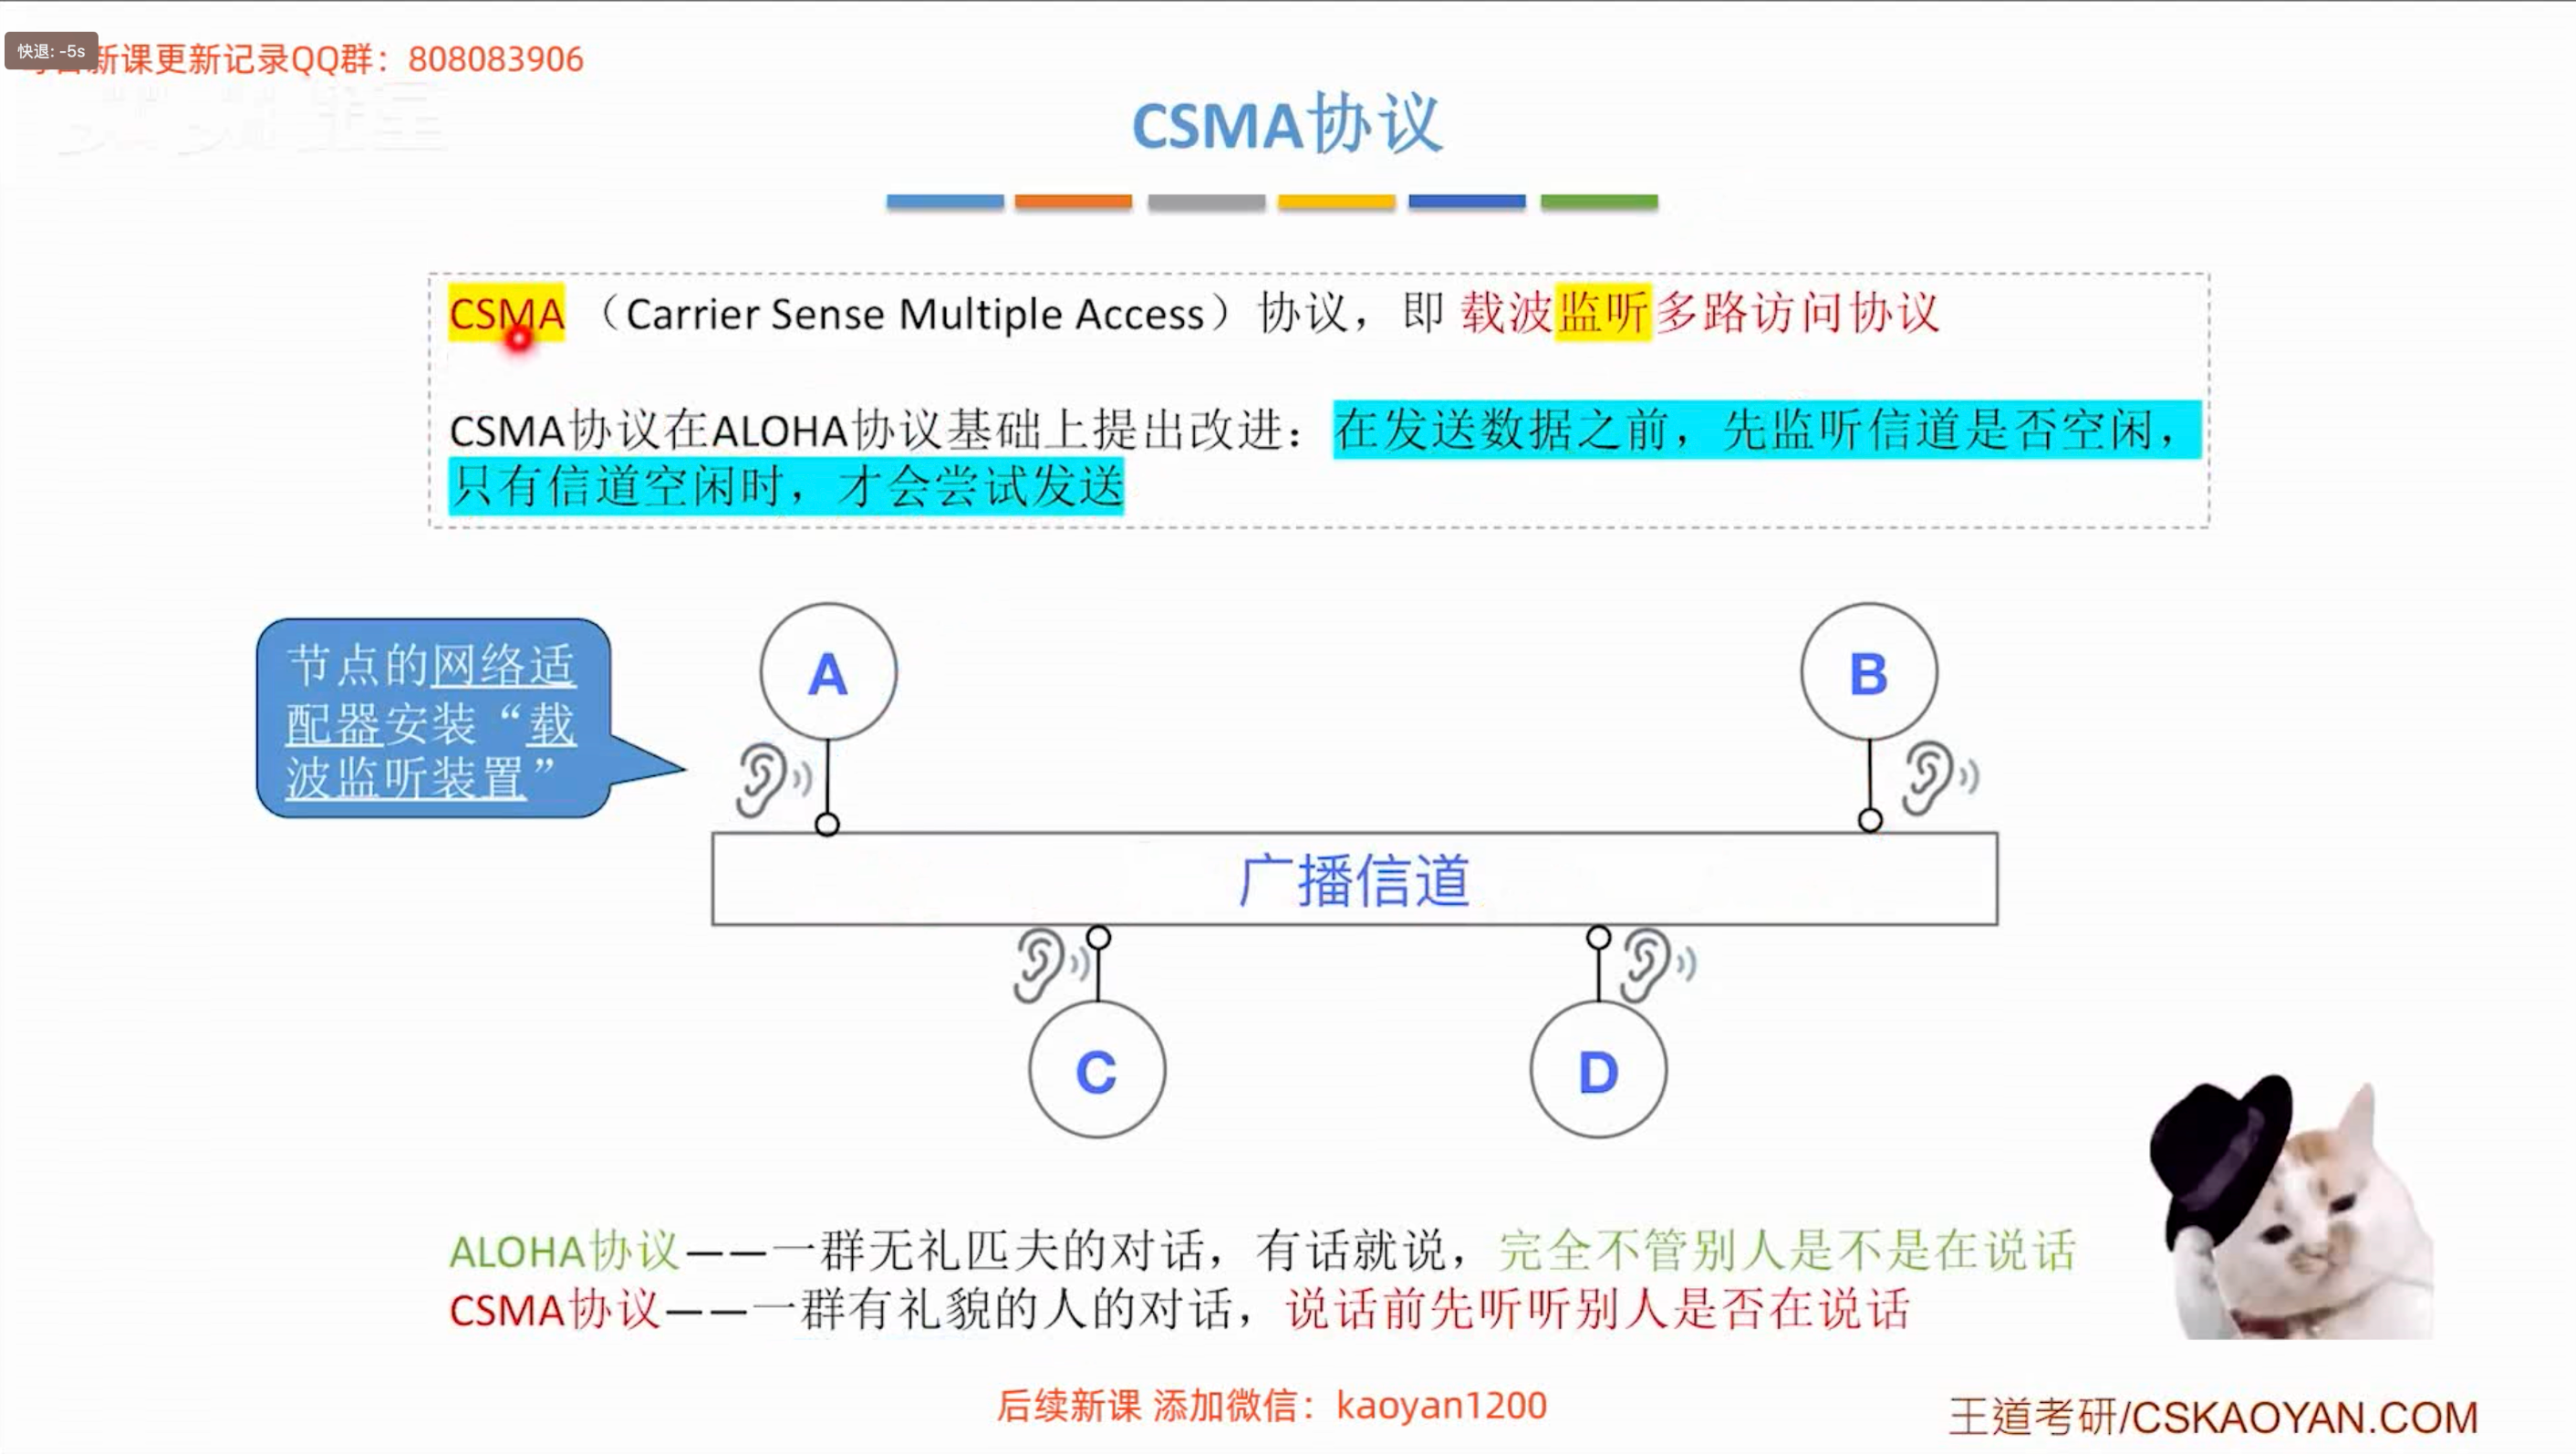 快退: -5s
新课更新记录QQ群：808083906
CSMA协议
CSMA（Carrier Sense Multiple Access）协议，即 载波监听多路访问协议
CSMA协议在ALOHA协议基础上提出改进：在发送数据之前，先监听信道是否空闲，
只有信道空闲时，才会尝试发送
节点的网络适
配器安装“载
波监听装置”
A
B
广播信道
C
D
ALOHA协议——一群无礼匹夫的对话，有话就说，完全不管别人是不是在说话
CSMA协议——一群有礼貌的人的对话，说话前先听听别人是否在说话
后续新课 添加微信：kaoyan1200
王道考研/CSKAOYAN.COM